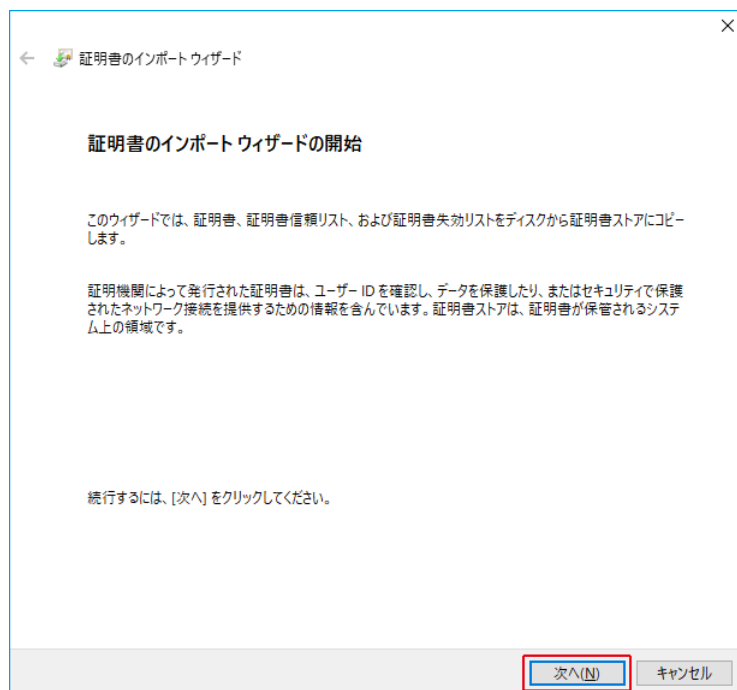 証明書のインポート ウィザード
証明書のインポート ウィザードの開始
このウィザードでは、証明書、証明書信頼リスト、および証明書失効リストをディスクから証明書ストアにコピー
します。
証明機関によって発行された証明書は、ユーザー ID を確認し、データを保護したり、またはセキュリティで保護
されたネットワーク接続を提供するための情報を含んでいます。証明書ストアは、証明書が保管されるシステ
ム上の領域です。
続行するには、[次へ] をクリックしてください。
次へ(N)
キャンセル